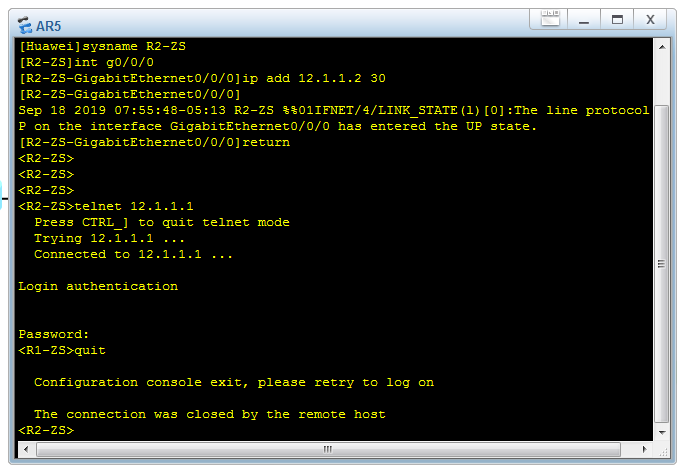 AR5
[Huawei]sysname R2-ZS
[R2-ZS]int g0/0/0
[R2-ZS-GigabitEthernet0/0/0]ip add 12.1.1.2 30
[R2-ZS-GigabitEthernet0/0/0]
Sep 18 2019 07:55:48-05:13 R2-ZS %%01IFNET/4/LINK_STATE(l)[0]:The line protocol
P on the interface GigabitEthernet0/0/0 has entered the UP state.
[R2-ZS-GigabitEthernet0/0/0]return
<R2-ZS>
<R2-ZS>
<R2-ZS>
<R2-ZS>telnet 12.1.1.1
  Press CTRL_] to quit telnet mode
  Trying 12.1.1.1 ...
  Connected to 12.1.1.1 ...

Login authentication


Password:
<R1-ZS>quit

  Configuration console exit, please retry to log on

  The connection was closed by the remote host
<R2-ZS>